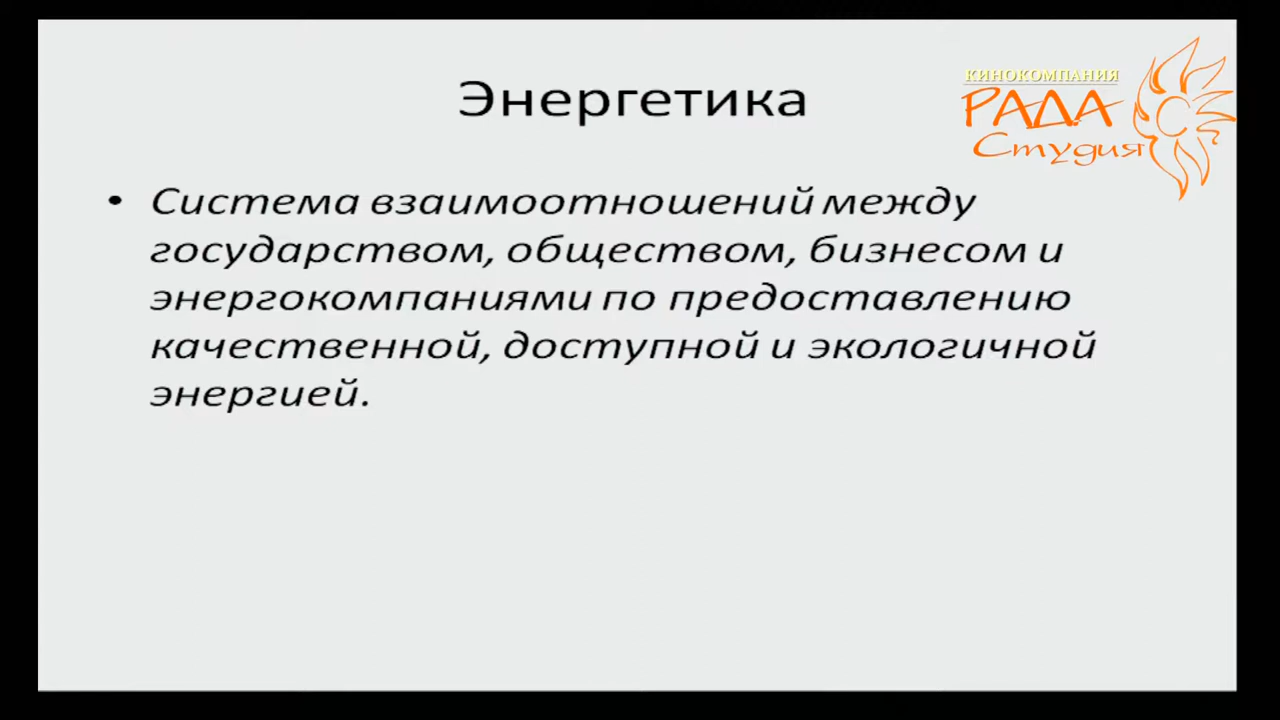 Энергетика
КИНОКОМПАНИЯ
РАДА
Студия
• Система взаимоотношений между
государством, обществом, бизнесом и
энергокомпаниями по предоставлению
качественной, доступной и экологичной
энергией.